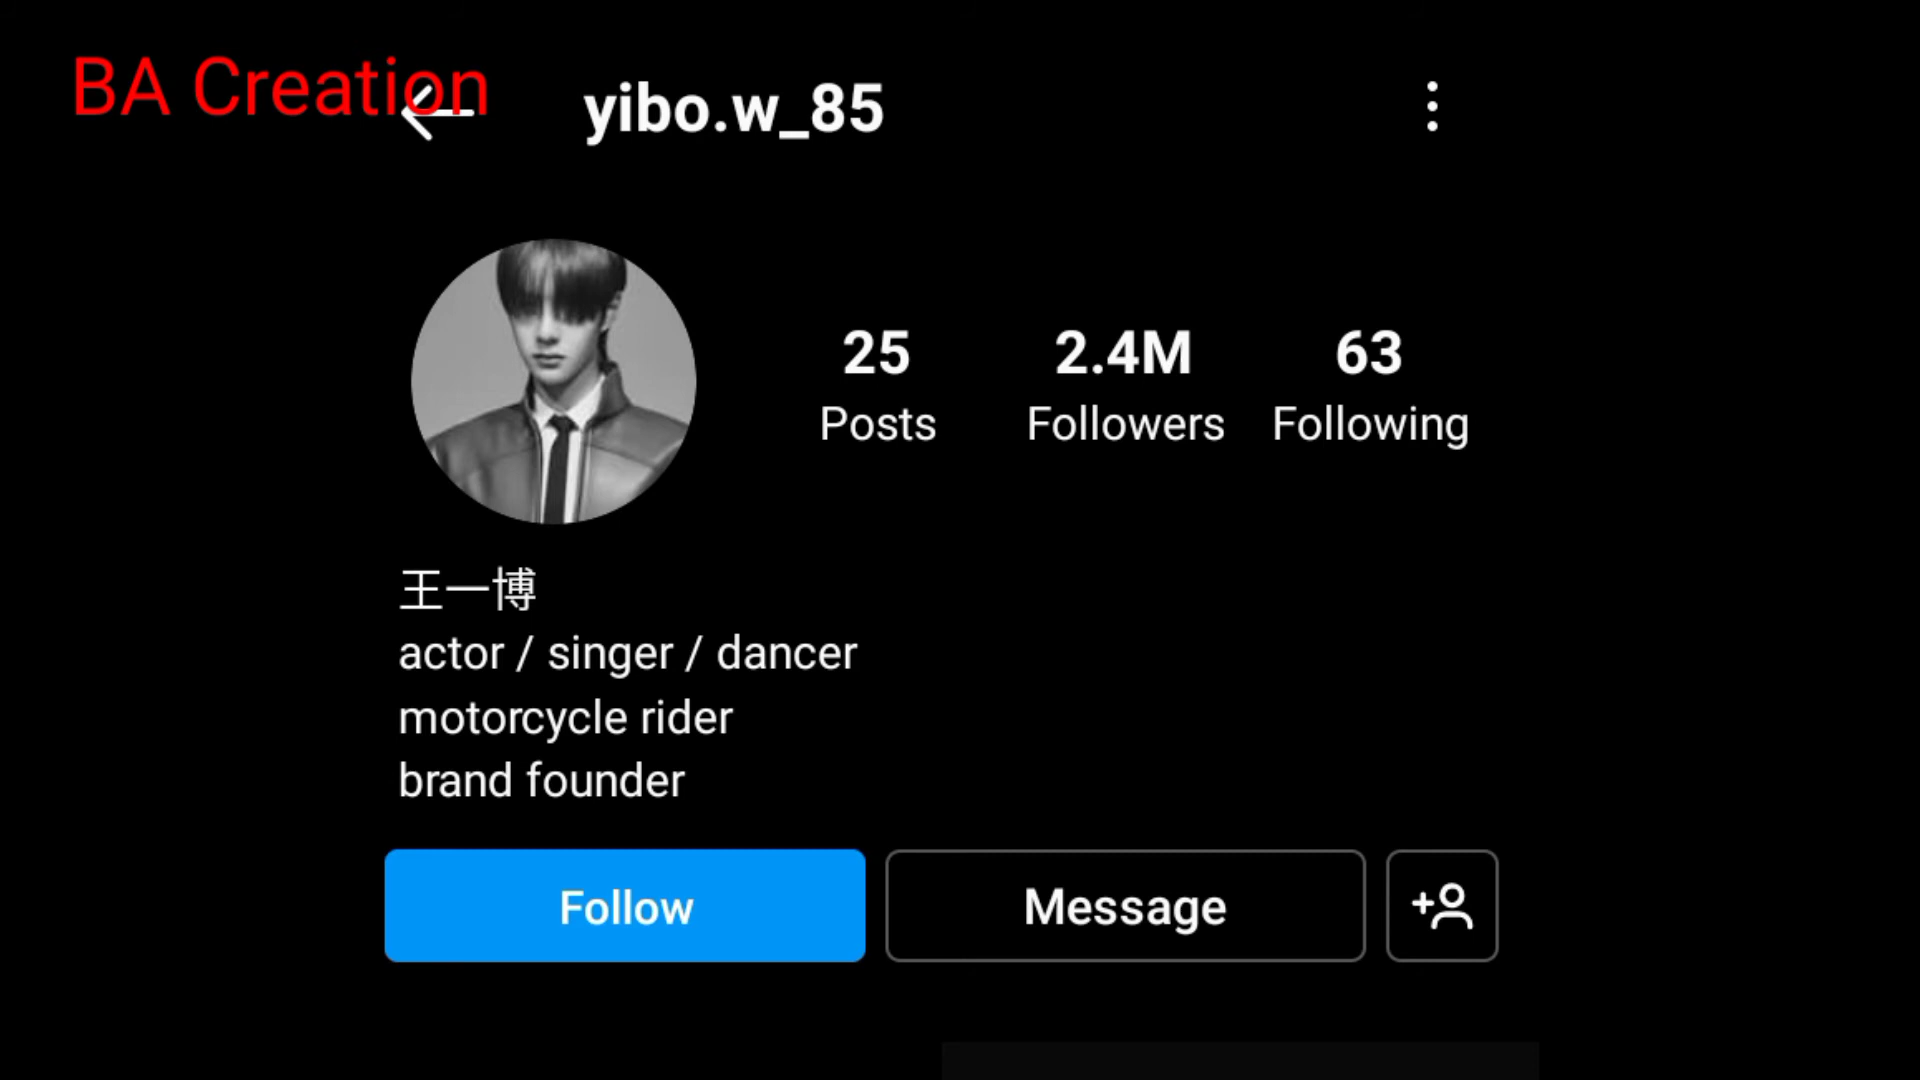 BA Creation
yibo.w_85
25 2.4M 63
Posts Followers Following
王一博
actor / singer / dancer
motorcycle rider
brand founder
Follow Message